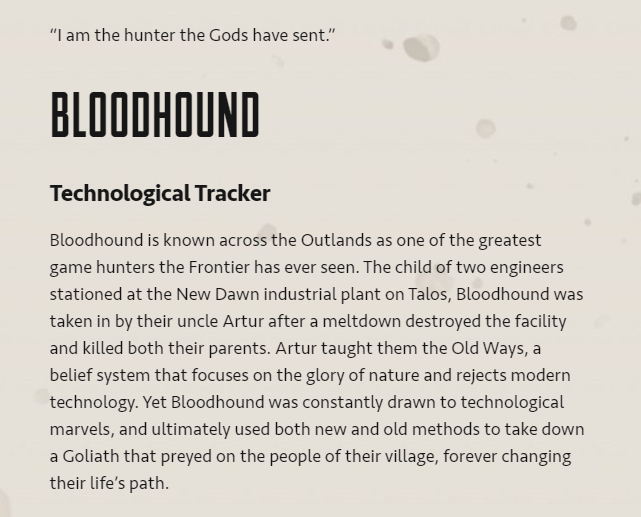 “I am the hunter the Gods have sent.”
BLOODHOUND
Technological Tracker
Bloodhound is known across the Outlands as one of the greatest
game hunters the Frontier has ever seen. The child of two engineers
stationed at the New Dawn industrial plant on Talos, Bloodhound was
taken in by their uncle Artur after a meltdown destroyed the facility
and killed both their parents. Artur taught them the Old Ways, a
belief system that focuses on the glory of nature and rejects modern
technology. Yet Bloodhound was constantly drawn to technological
marvels, and ultimately used both new and old methods to take down
a Goliath that preyed on the people of their village, forever changing
their life’s path.